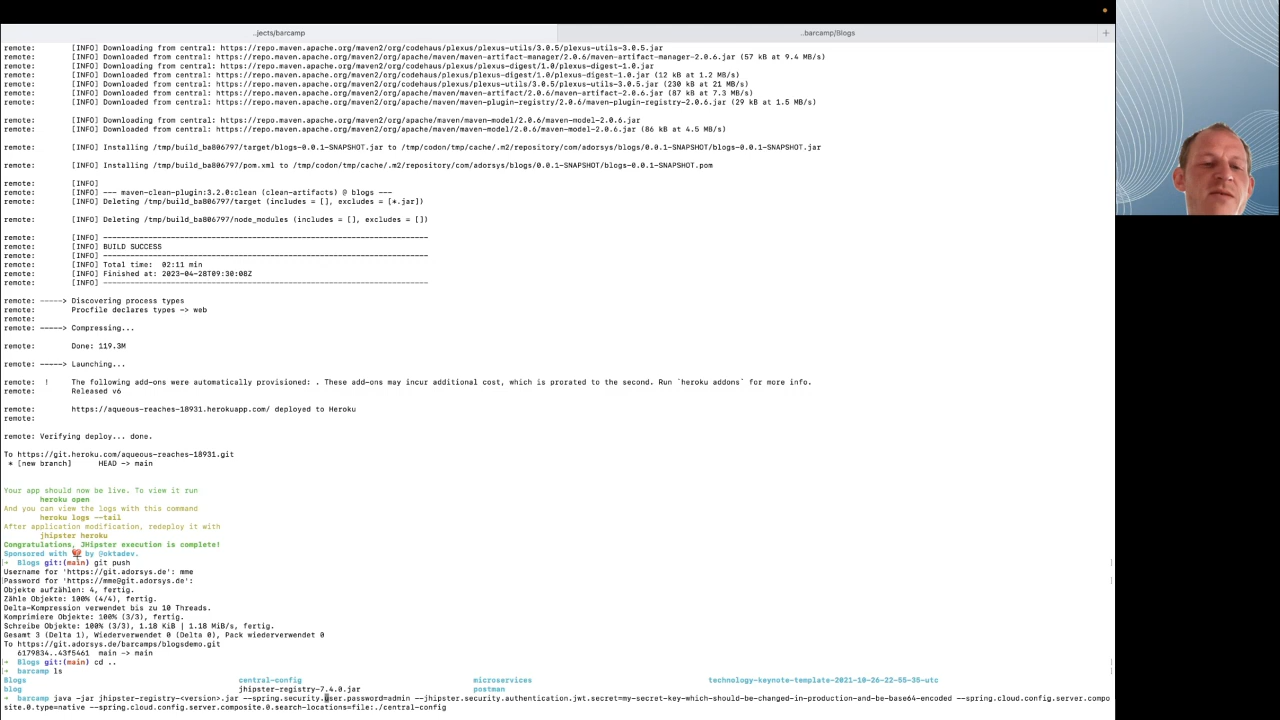 ..jects/barcamp
..barcamp/Blogs
remote: [INFO] Downloading from central: https://repo.maven.apache.org/maven2/org/codehaus/plexus/plexus-utils/3.0.5/plexus-utils-3.0.5.jar
remote: [INFO] Downloaded from central: https://repo.maven.apache.org/maven2/org/apache/maven/maven-artifact-manager/2.0.6/maven-artifact-manager-2.0.6.jar (57 kB at 9.4 MB/s)
remote: [INFO] Downloaded from central: https://repo.maven.apache.org/maven2/org/codehaus/plexus/plexus-digest/1.0/plexus-digest-1.0.jar
remote: [INFO] Downloaded from central: https://repo.maven.apache.org/maven2/org/codehaus/plexus/plexus-digest/1.0/plexus-digest-1.0.jar (12 kB at 1.2 MB/s)
remote: [INFO] Downloaded from central: https://repo.maven.apache.org/maven2/org/codehaus/plexus/plexus-utils/3.0.5/plexus-utils-3.0.5.jar (230 kB at 21 MB/s)
remote: [INFO] Downloaded from central: https://repo.maven.apache.org/maven2/org/apache/maven/maven-artifact/2.0.6/maven-artifact-2.0.6.jar (87 kB at 7.3 MB/s)
remote: [INFO] Downloaded from central: https://repo.maven.apache.org/maven2/org/apache/maven/maven-plugin-registry/2.0.6/maven-plugin-registry-2.0.6.jar (29 kB at 1.5 MB/s)
remote: [INFO] Downloading from central: https://repo.maven.apache.org/maven2/org/apache/maven/maven-model/2.0.6/maven-model-2.0.6.jar
remote: [INFO] Downloaded from central: https://repo.maven.apache.org/maven2/org/apache/maven/maven-model/2.0.6/maven-model-2.0.6.jar (86 kB at 4.5 MB/s)
remote: [INFO] Installing /tmp/build_ba806797/target/blogs-0.0.1-SNAPSHOT.jar to /tmp/codon/tmp/cache/.m2/repository/com/adorsys/blogs/0.0.1-SNAPSHOT/blogs-0.0.1-SNAPSHOT.jar
remote: [INFO] Installing /tmp/build_ba806797/pom.xml to /tmp/codon/tmp/cache/.m2/repository/com/adorsys/blogs/0.0.1-SNAPSHOT/blogs-0.0.1-SNAPSHOT.pom
remote: [INFO]
remote: [INFO] --- maven-clean-plugin:3.2.0:clean (clean-artifacts) @ blogs ---
remote: [INFO] Deleting /tmp/build_ba806797/target (includes = [], excludes = [*.jar])
remote: [INFO] Deleting /tmp/build_ba806797/node_modules (includes = [], excludes = [])
remote: [INFO] ------------------------------------------------------------------------
remote: [INFO] BUILD SUCCESS
remote: [INFO] ------------------------------------------------------------------------
remote: [INFO] Total time:  02:11 min
remote: [INFO] Finished at: 2023-04-28T09:30:08Z
remote: [INFO] ------------------------------------------------------------------------
remote: -----> Discovering process types
remote: Procfile declares types -> web
remote:
remote: -----> Compressing...
remote: Done: 119.3M
remote: -----> Launching...
remote: ! The following add-ons were automatically provisioned: . These add-ons may incur additional cost, which is prorated to the second. Run `heroku addons` for more info.
remote: Released v6
remote: https://aqueous-reaches-18931.herokuapp.com/ deployed to Heroku
remote:
remote: Verifying deploy... done.
To https://git.heroku.com/aqueous-reaches-18931.git
* [new branch] HEAD -> main
Your app should now be live. To view it run
heroku open
And you can view the logs with this command
heroku logs --tail
After application modification, redeploy it with
jhipster heroku
Congratulations, JHipster execution is complete!
Sponsored with by @oktadev.
➜ Blogs git:(main) git push
Username for 'https://git.adorsys.de': mme
Password for 'https://mme@git.adorsys.de':
Objekte aufzählen: 4, fertig.
Zähle Objekte: 100% (4/4), fertig.
Delta-Kompression verwendet bis zu 10 Threads.
Komprimiere Objekte: 100% (3/3), fertig.
Schreibe Objekte: 100% (3/3), 1.18 KiB | 1.18 MiB/s, fertig.
Gesamt 3 (Delta 1), Wiederverwendet 0 (Delta 0), Pack wiederverwendet 0
To https://git.adorsys.de/barcamps/blogsdemo.git
6179834..43f5461 main -> main
➜ Blogs git:(main) cd ..
➜ barcamp ls
Blogs central-config microservices technology-keynote-template-2021-10-26-22-55-35-utc
blog jhipster-registry-7.4.0.jar postman
➜ barcamp java -jar jhipster-registry-<version>.jar --spring.security.user.password=admin --jhipster.security.authentication.jwt.secret=my-secret-key-which-should-be-changed-in-production-and-be-base64-encoded --spring.cloud.config.server.compo
site.0.type=native --spring.cloud.config.server.composite.0.search-locations=file:./central-config